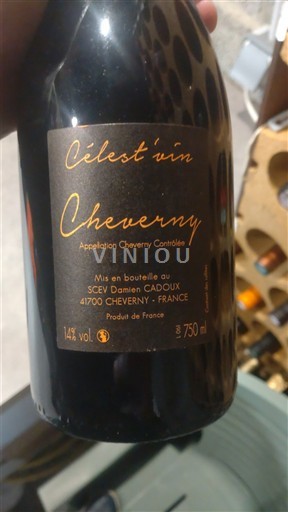 Célest'vin
Cheverny
Appellation Cheverny Contrôlée
VINIOU
Mis en bouteille au
SCEV Damien CADOUX
41700 CHEVERNY - FRANCE
Produit de France
14% vol.
750 ml